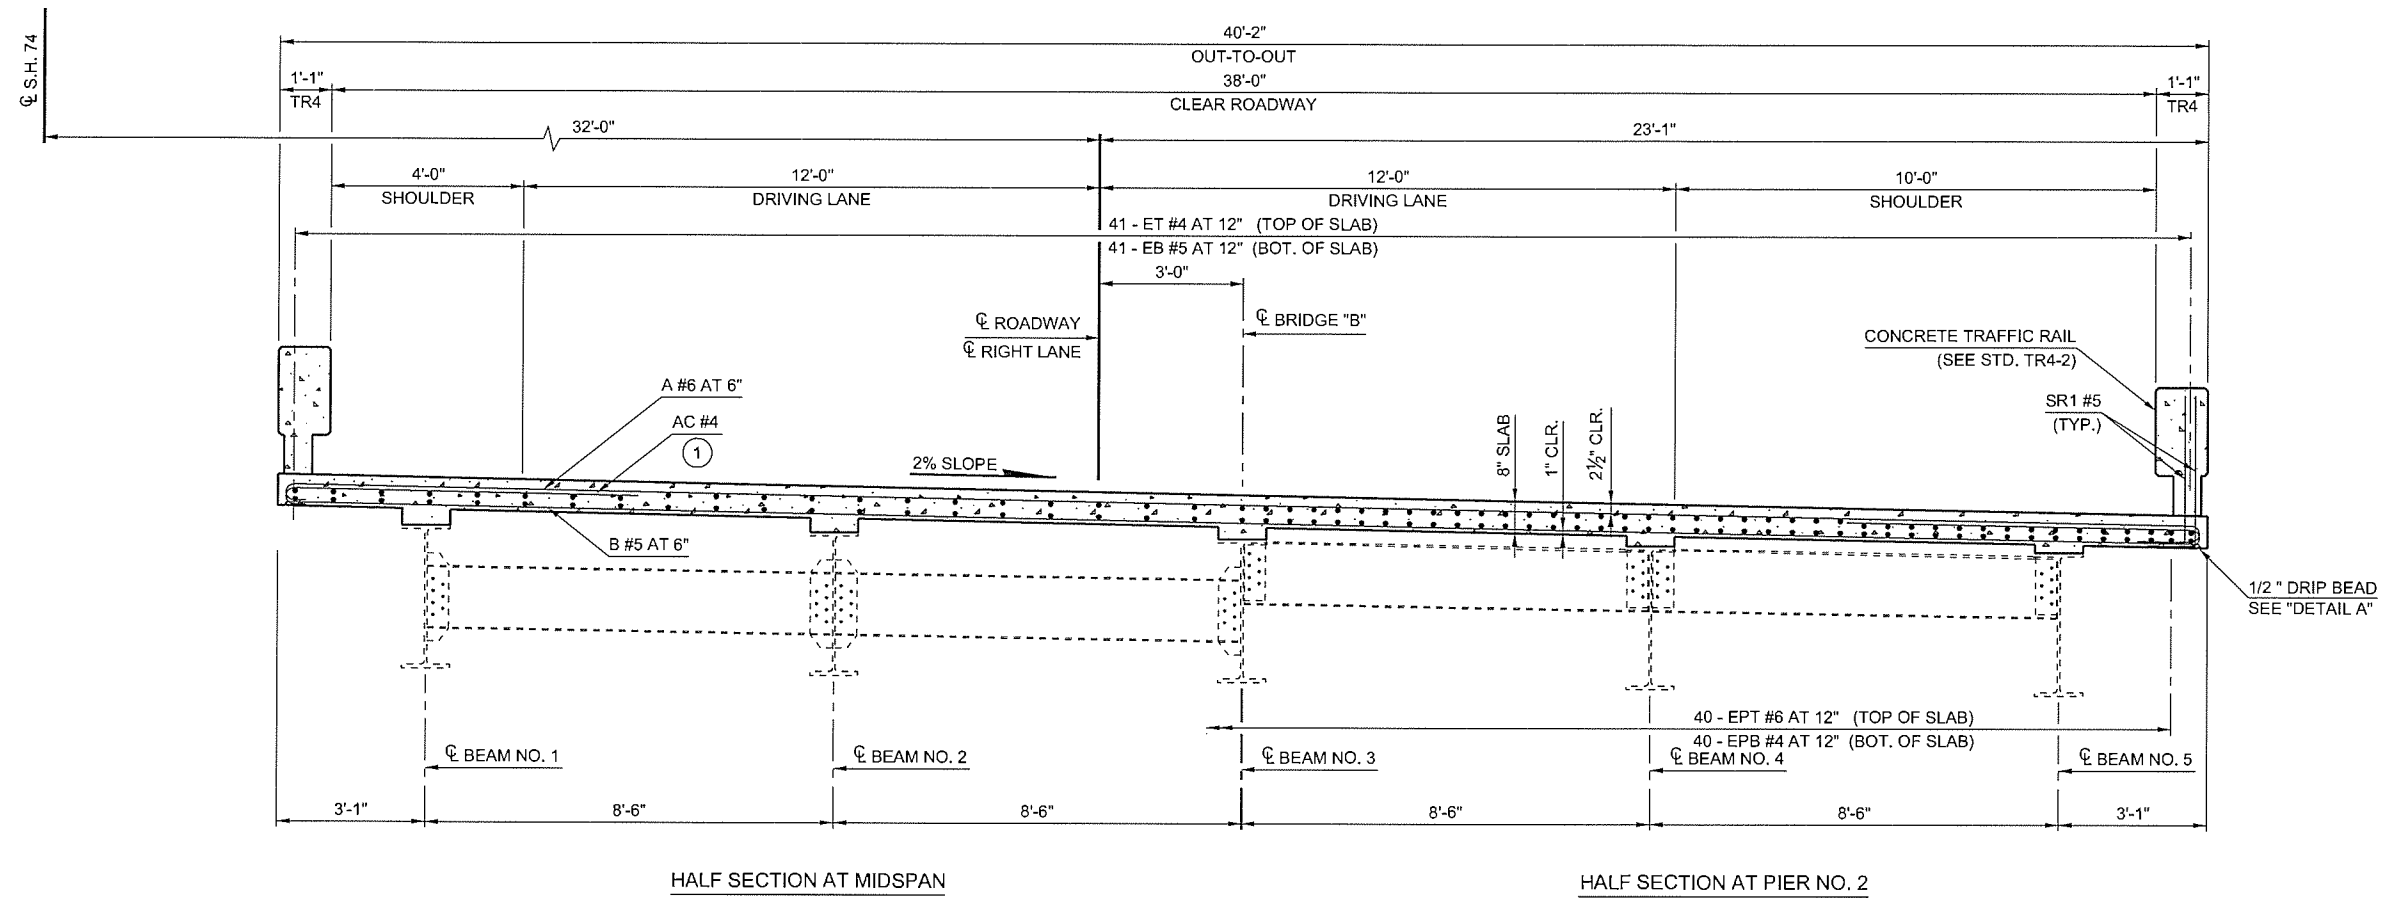 ℄ S.H. 74
40'-2"
OUT-TO-OUT
1'-1"
TR4
38'-0"
CLEAR ROADWAY
1'-1"
TR4
32'-0"
23'-1"
4'-0"
SHOULDER
12'-0"
DRIVING LANE
12'-0"
DRIVING LANE
10'-0"
SHOULDER
41 - ET #4 AT 12" (TOP OF SLAB)
41 - EB #5 AT 12" (BOT. OF SLAB)
3'-0"
℄ ROADWAY
℄ RIGHT LANE
℄ BRIDGE "B"
CONCRETE TRAFFIC RAIL
(SEE STD. TR4-2)
SR1 #5
(TYP.)
A #6 AT 6"
AC #4
1
2% SLOPE
8" SLAB
1" CLR.
2½" CLR.
B #5 AT 6"
1/2 " DRIP BEAD
SEE "DETAIL A"
40 - EPT #6 AT 12" (TOP OF SLAB)
40 - EPB #4 AT 12" (BOT. OF SLAB)
℄ BEAM NO. 1
℄ BEAM NO. 2
℄ BEAM NO. 3
℄ BEAM NO. 4
℄ BEAM NO. 5
3'-1"
8'-6"
8'-6"
8'-6"
8'-6"
3'-1"
HALF SECTION AT MIDSPAN
HALF SECTION AT PIER NO. 2